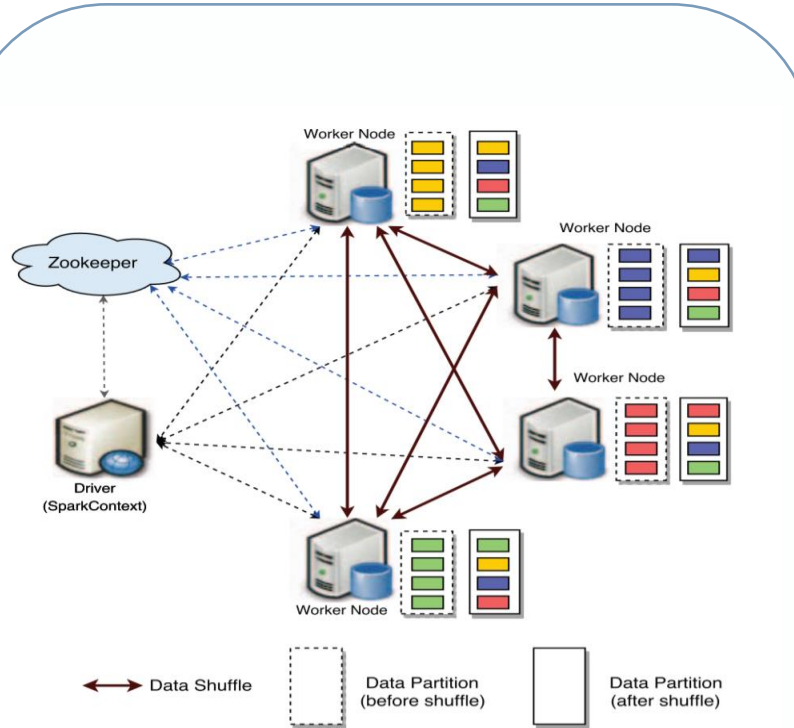 Worker Node
Worker Node
Zookeeper
Worker Node
Driver
(SparkContext)
Worker Node
Data Shuffle
Data Partition
(before shuffle)
Data Partition
(after shuffle)